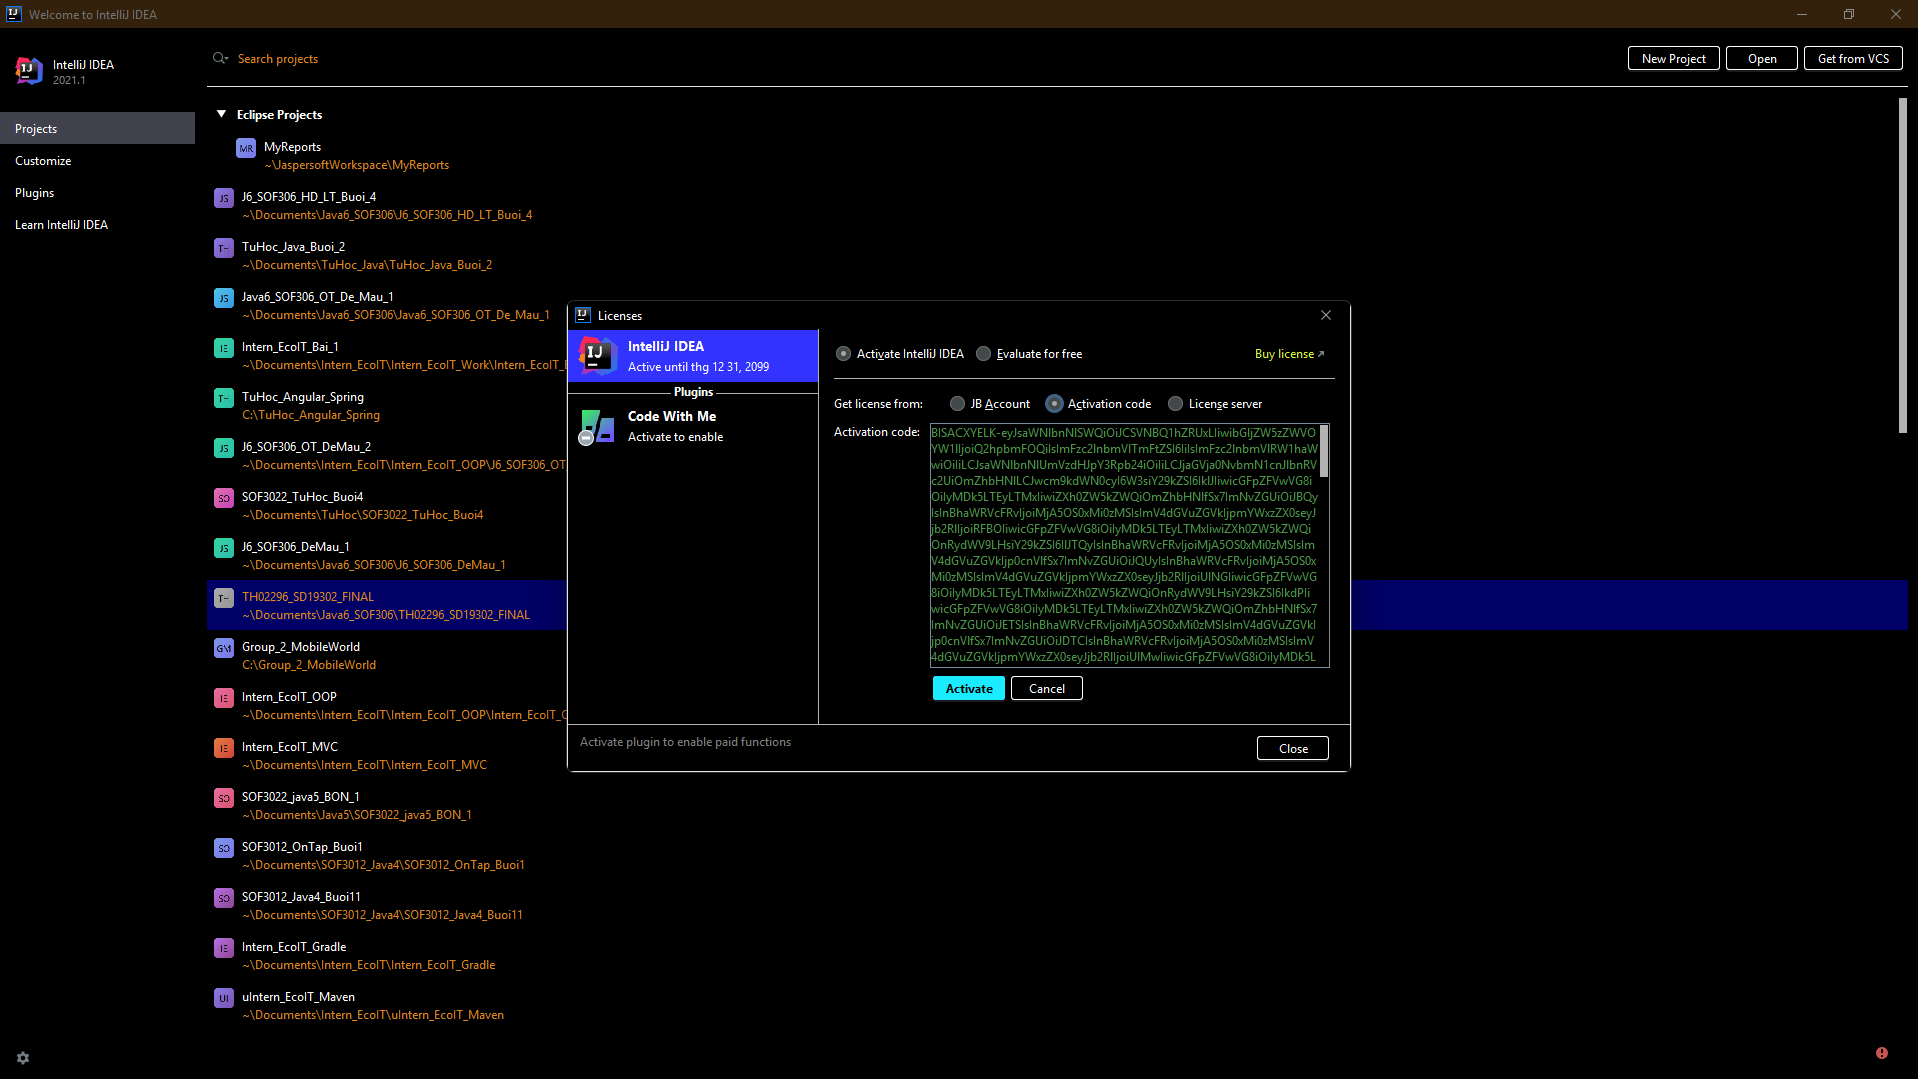 Welcome to IntelliJ IDEA
IntelliJ IDEA
2021.1
Search projects
New Project
Open
Get from VCS
Projects
Customize
Plugins
Learn IntelliJ IDEA
Eclipse Projects
MR
MyReports
~\JaspersoftWorkspace\MyReports
JS
J6_SOF306_HD_LT_Buoi_4
~\Documents\Java6_SOF306\J6_SOF306_HD_LT_Buoi_4
TH
TuHoc_Java_Buoi_2
~\Documents\TuHoc_Java\TuHoc_Java_Buoi_2
JS
Java6_SOF306_OT_De_Mau_1
~\Documents\Java6_SOF306\Java6_SOF306_OT_De_Mau_1
IE
Intern_EcoIT_Bai_1
~\Documents\Intern_EcoIT\Intern_EcoIT_Work\Intern_EcoIT_
TH
TuHoc_Angular_Spring
C:\TuHoc_Angular_Spring
JS
J6_SOF306_OT_DeMau_2
~\Documents\Intern_EcoIT\Intern_EcoIT_OOP\J6_SOF306_OT
SO
SOF3022_TuHoc_Buoi4
~\Documents\TuHoc\SOF3022_TuHoc_Buoi4
JS
J6_SOF306_DeMau_1
~\Documents\Java6_SOF306\J6_SOF306_DeMau_1
TH
TH02296_SD19302_FINAL
~\Documents\Java6_SOF306\TH02296_SD19302_FINAL
GM
Group_2_MobileWorld
C:\Group_2_MobileWorld
IE
Intern_EcoIT_OOP
~\Documents\Intern_EcoIT\Intern_EcoIT_OOP\Intern_EcoIT_
IE
Intern_EcoIT_MVC
~\Documents\Intern_EcoIT\Intern_EcoIT_MVC
SO
SOF3022_java5_BON_1
~\Documents\Java5\SOF3022_java5_BON_1
SO
SOF3012_OnTap_Buoi1
~\Documents\SOF3012_Java4\SOF3012_OnTap_Buoi1
SO
SOF3012_Java4_Buoi11
~\Documents\SOF3012_Java4\SOF3012_Java4_Buoi11
IE
Intern_EcoIT_Gradle
~\Documents\Intern_EcoIT\Intern_EcoIT_Gradle
UI
uIntern_EcoIT_Maven
~\Documents\Intern_EcoIT\uIntern_EcoIT_Maven
Licenses
IntelliJ IDEA
Active until thg 12 31, 2099
Plugins
Code With Me
Activate to enable
Activate IntelliJ IDEA
Evaluate for free
Buy license
Get license from:
JB Account
Activation code
License server
Activation code:
Activate
Cancel
Activate plugin to enable paid functions
Close